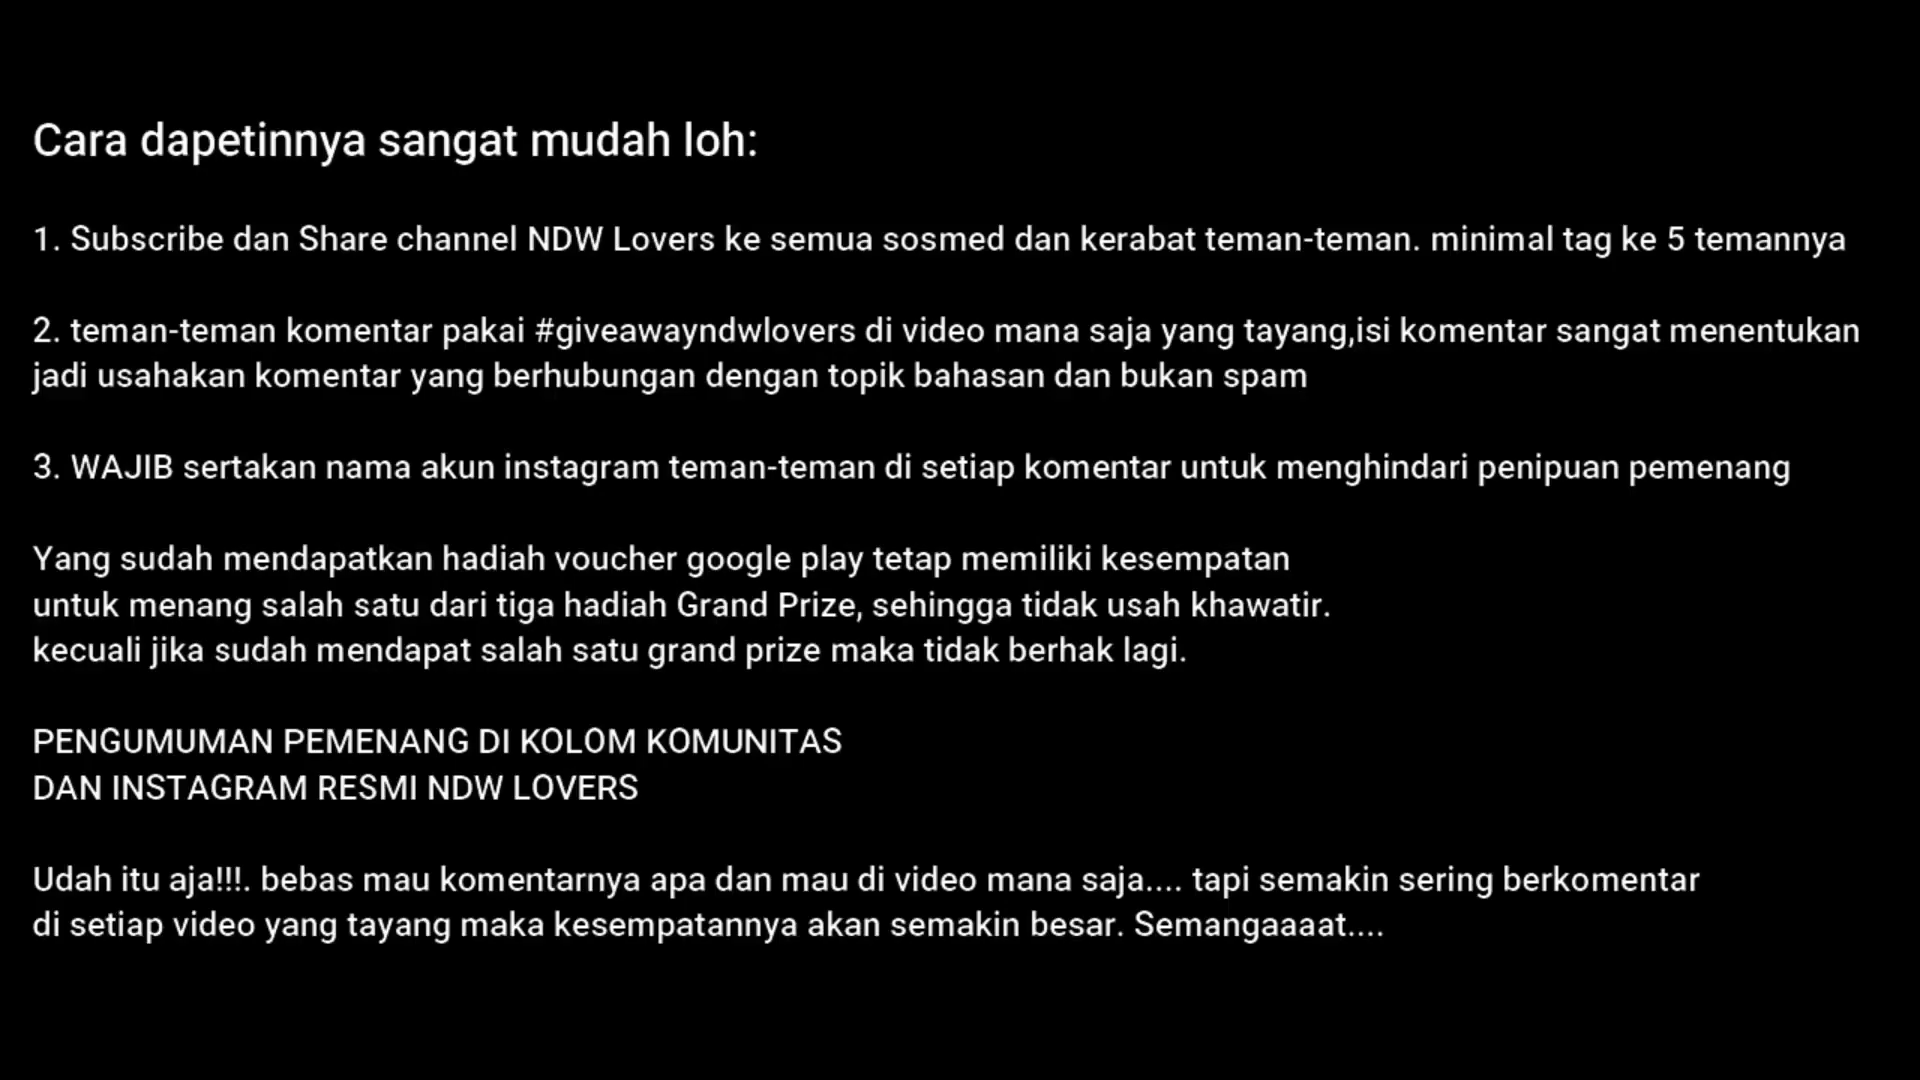 Cara dapetinnya sangat mudah loh:
1. Subscribe dan Share channel NDW Lovers ke semua sosmed dan kerabat teman-teman. minimal tag ke 5 temannya
2. teman-teman komentar pakai #giveawayndwlovers di video mana saja yang tayang,isi komentar sangat menentukan
jadi usahakan komentar yang berhubungan dengan topik bahasan dan bukan spam
3. WAJIB sertakan nama akun instagram teman-teman di setiap komentar untuk menghindari penipuan pemenang
Yang sudah mendapatkan hadiah voucher google play tetap memiliki kesempatan
untuk menang salah satu dari tiga hadiah Grand Prize, sehingga tidak usah khawatir.
kecuali jika sudah mendapat salah satu grand prize maka tidak berhak lagi.
PENGUMUMAN PEMENANG DI KOLOM KOMUNITAS
DAN INSTAGRAM RESMI NDW LOVERS
Udah itu aja!!!. bebas mau komentarnya apa dan mau di video mana saja.... tapi semakin sering berkomentar
di setiap video yang tayang maka kesempatannya akan semakin besar. Semangaaaat....